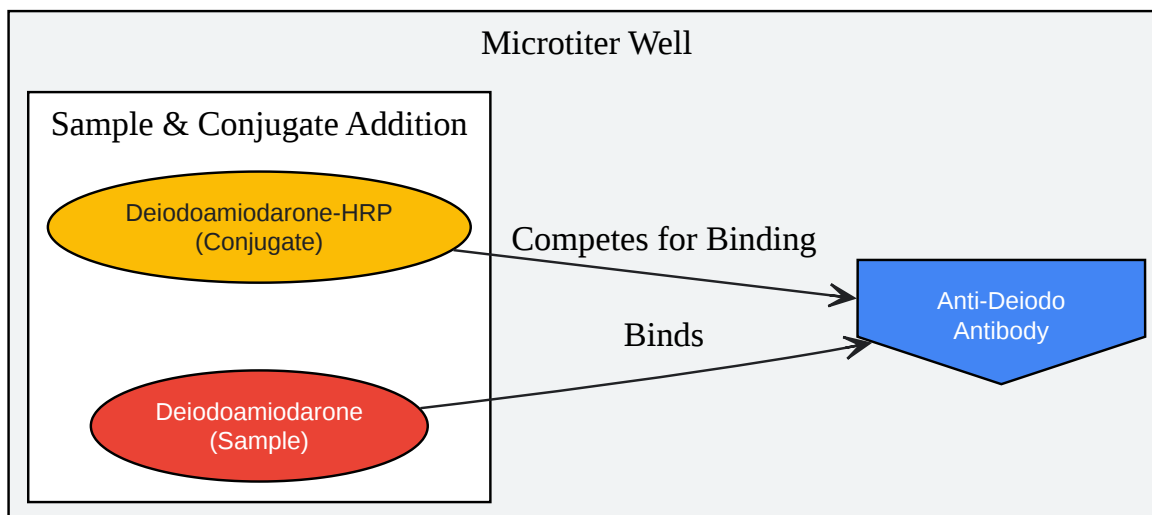 Microtiter Well
Sample & Conjugate Addition
Deiodoamiodarone-HRP
(Conjugate)
Competes for Binding
Anti-Deiodo
Antibody
Binds
Deiodoamiodarone
(Sample)